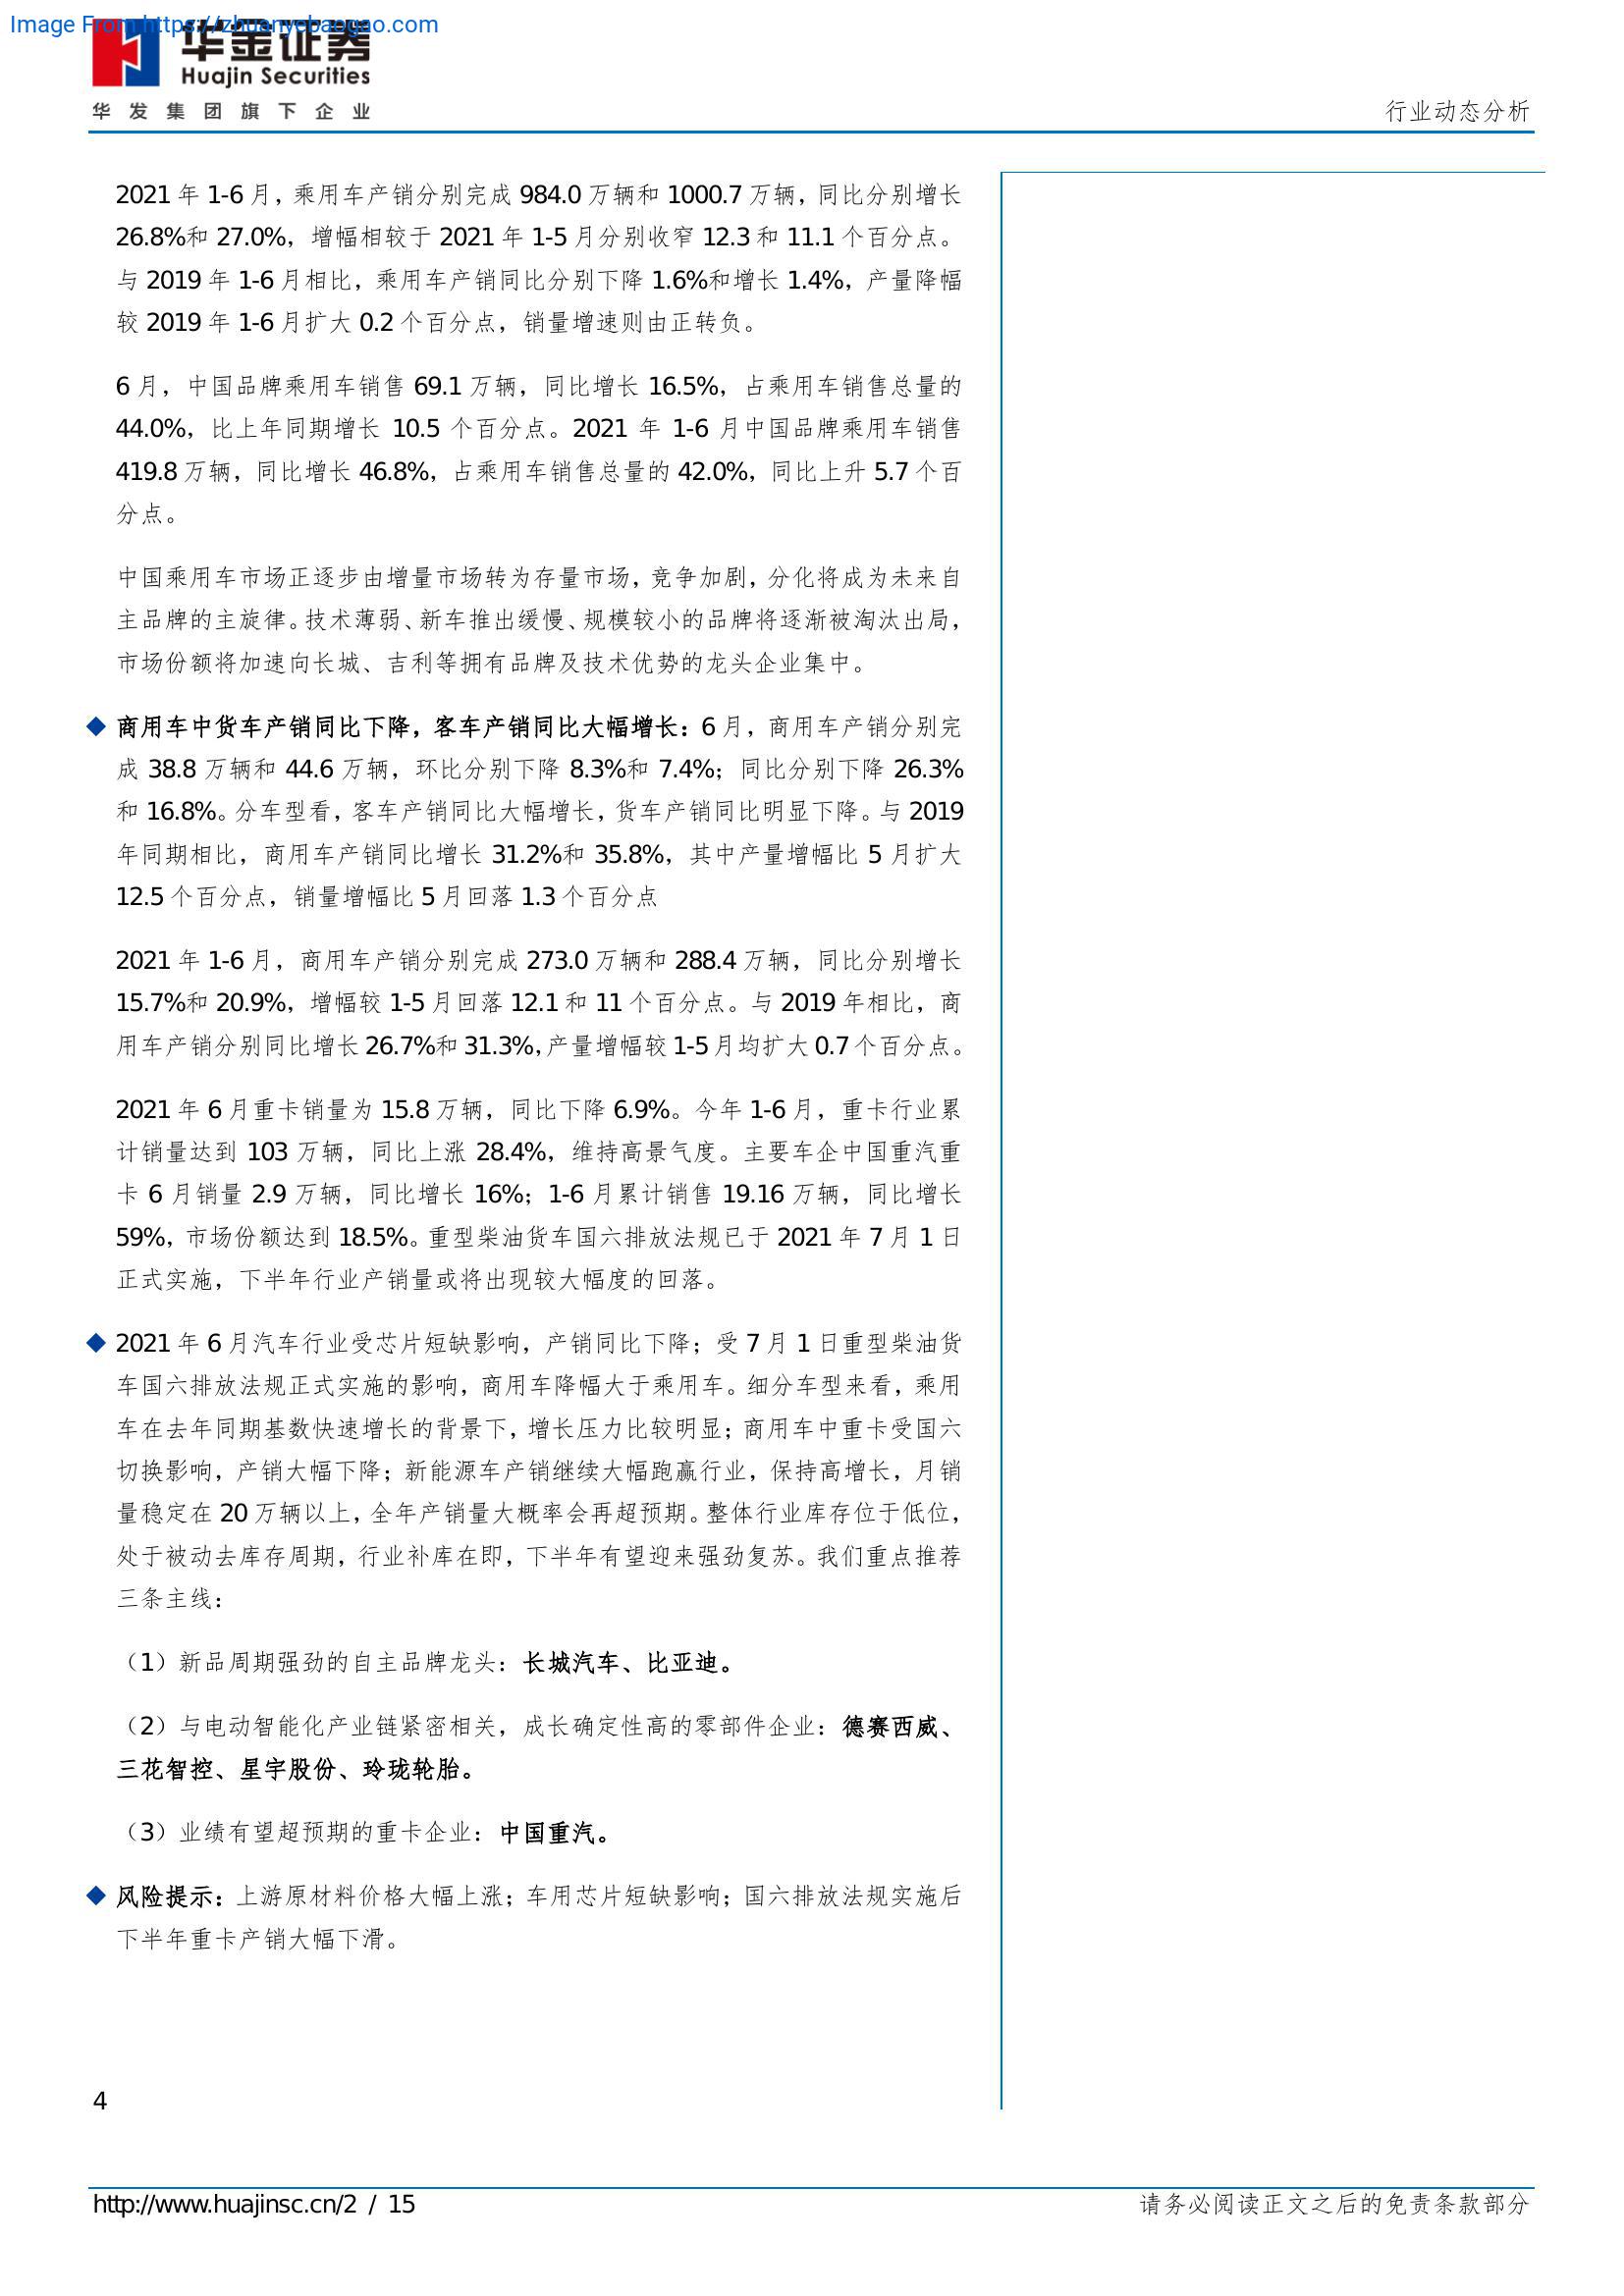 Image From https://zhuanyebaogao.com
华金证券
Huajin Securities
华发集团旗下企业
行业动态分析
2021 年 1-6 月，乘用车产销分别完成 984.0 万辆和 1000.7 万辆，同比分别增长
26.8%和 27.0%，增幅相较于 2021 年 1-5 月分别收窄 12.3 和 11.1 个百分点。
与 2019 年 1-6 月相比，乘用车产销同比分别下降 1.6%和增长 1.4%，产量降幅
较 2019 年 1-6 月扩大 0.2 个百分点，销量增速则由正转负。
6 月，中国品牌乘用车销售 69.1 万辆，同比增长 16.5%，占乘用车销售总量的
44.0%，比上年同期增长 10.5 个百分点。2021 年 1-6 月中国品牌乘用车销售
419.8 万辆，同比增长 46.8%，占乘用车销售总量的 42.0%，同比上升 5.7 个百
分点。
中国乘用车市场正逐步由增量市场转为存量市场，竞争加剧，分化将成为未来自
主品牌的主旋律。技术薄弱、新车推出缓慢、规模较小的品牌将逐渐被淘汰出局，
市场份额将加速向长城、吉利等拥有品牌及技术优势的龙头企业集中。
◆ 商用车中货车产销同比下降，客车产销同比大幅增长：6 月，商用车产销分别完
成 38.8 万辆和 44.6 万辆，环比分别下降 8.3%和 7.4%；同比分别下降 26.3%
和 16.8%。分车型看，客车产销同比大幅增长，货车产销同比明显下降。与 2019
年同期相比，商用车产销同比增长 31.2%和 35.8%，其中产量增幅比 5 月扩大
12.5 个百分点，销量增幅比 5 月回落 1.3 个百分点
2021 年 1-6 月，商用车产销分别完成 273.0 万辆和 288.4 万辆，同比分别增长
15.7%和 20.9%，增幅较 1-5 月回落 12.1 和 11 个百分点。与 2019 年相比，商
用车产销分别同比增长 26.7%和 31.3%，产量增幅较 1-5 月均扩大 0.7 个百分点。
2021 年 6 月重卡销量为 15.8 万辆，同比下降 6.9%。今年 1-6 月，重卡行业累
计销量达到 103 万辆，同比上涨 28.4%，维持高景气度。主要车企中国重汽重
卡 6 月销量 2.9 万辆，同比增长 16%；1-6 月累计销售 19.16 万辆，同比增长
59%，市场份额达到 18.5%。重型柴油货车国六排放法规已于 2021 年 7 月 1 日
正式实施，下半年行业产销量或将出现较大幅度的回落。
◆ 2021 年 6 月汽车行业受芯片短缺影响，产销同比下降；受 7 月 1 日重型柴油货
车国六排放法规正式实施的影响，商用车降幅大于乘用车。细分车型来看，乘用
车在去年同期基数快速增长的背景下，增长压力比较明显；商用车中重卡受国六
切换影响，产销大幅下降；新能源车产销继续大幅跑赢行业，保持高增长，月销
量稳定在 20 万辆以上，全年产销量大概率会再超预期。整体行业库存位于低位，
处于被动去库存周期，行业补库在即，下半年有望迎来强劲复苏。我们重点推荐
三条主线：
（1）新品周期强劲的自主品牌龙头：长城汽车、比亚迪。
（2）与电动智能化产业链紧密相关，成长确定性高的零部件企业：德赛西威、
三花智控、星宇股份、玲珑轮胎。
（3）业绩有望超预期的重卡企业：中国重汽。
◆ 风险提示：上游原材料价格大幅上涨；车用芯片短缺影响；国六排放法规实施后
下半年重卡产销大幅下滑。
4
http://www.huajinsc.cn/2 / 15
请务必阅读正文之后的免责条款部分